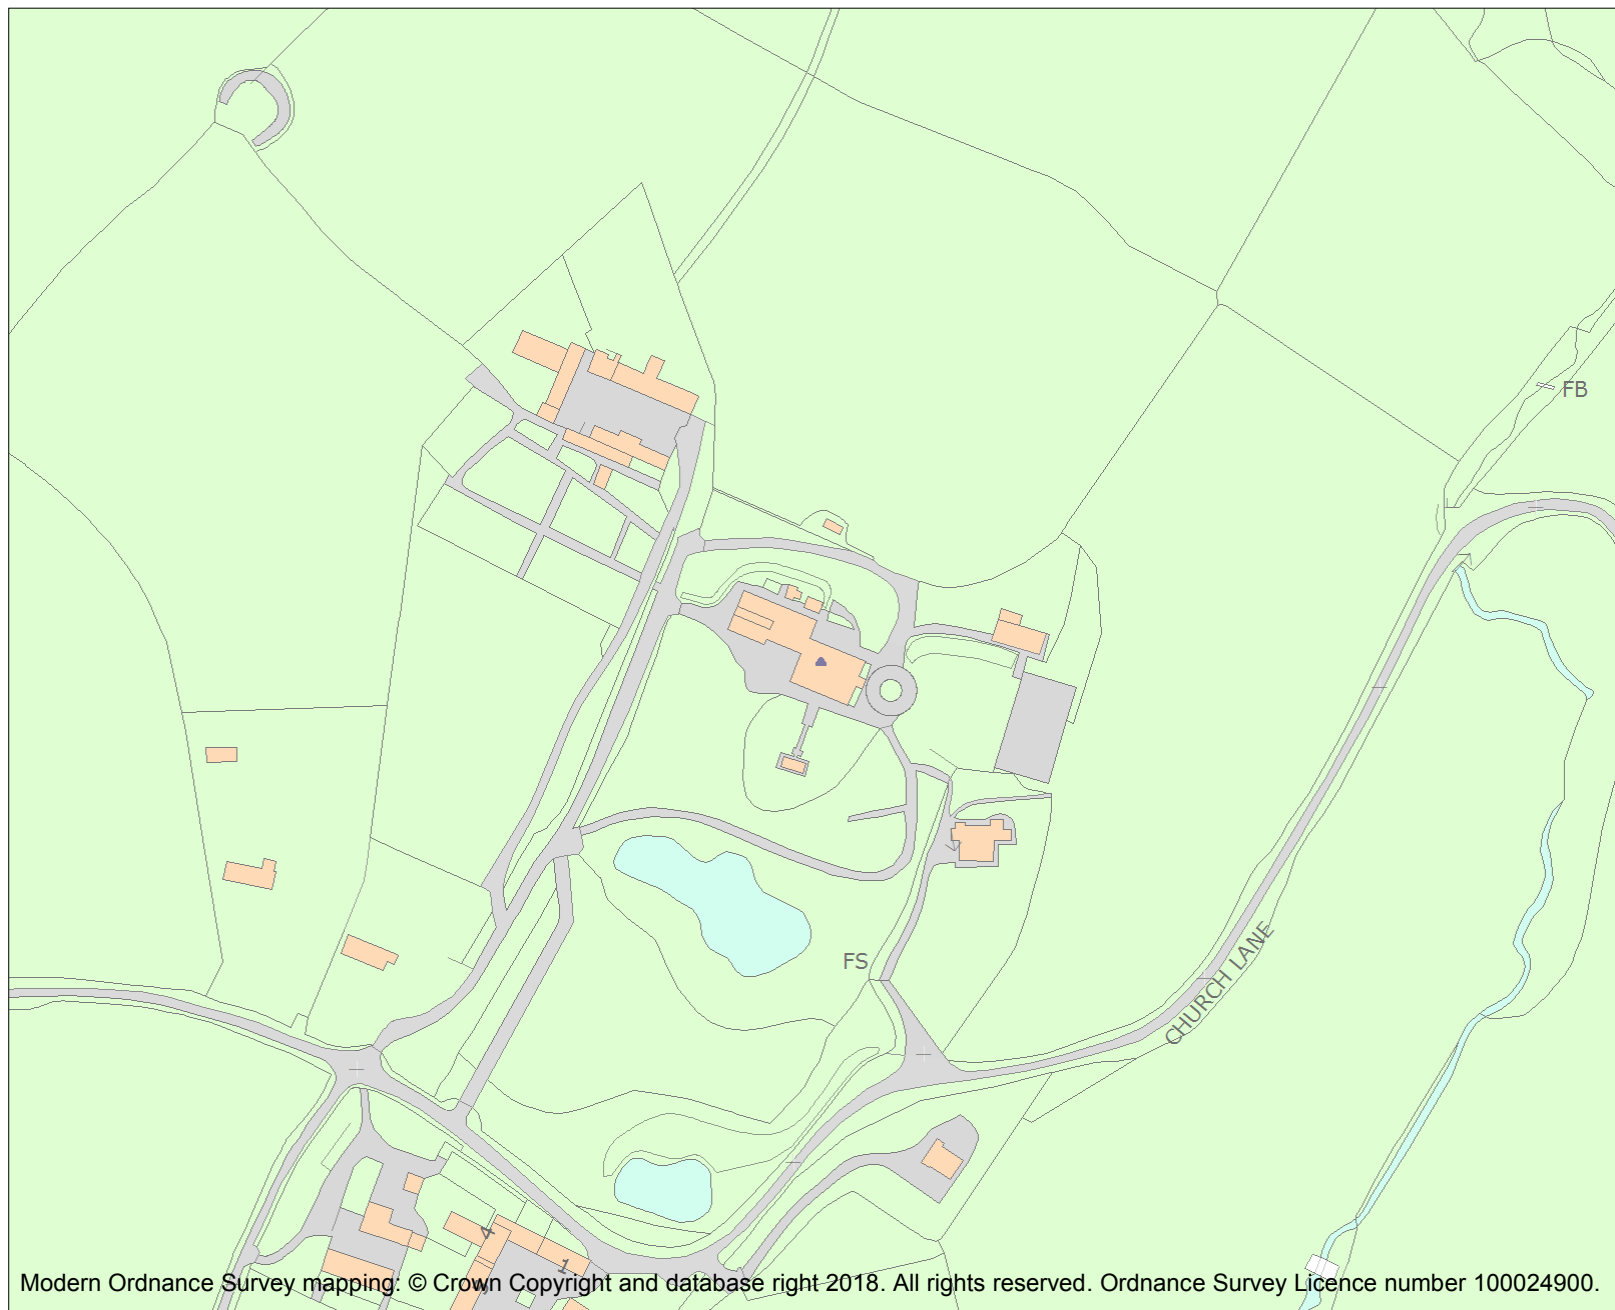 FB
FS
CHURCH LANE
4
1
Modern Ordnance Survey mapping: © Crown Copyright and database right 2018. All rights reserved. Ordnance Survey Licence number 100024900.